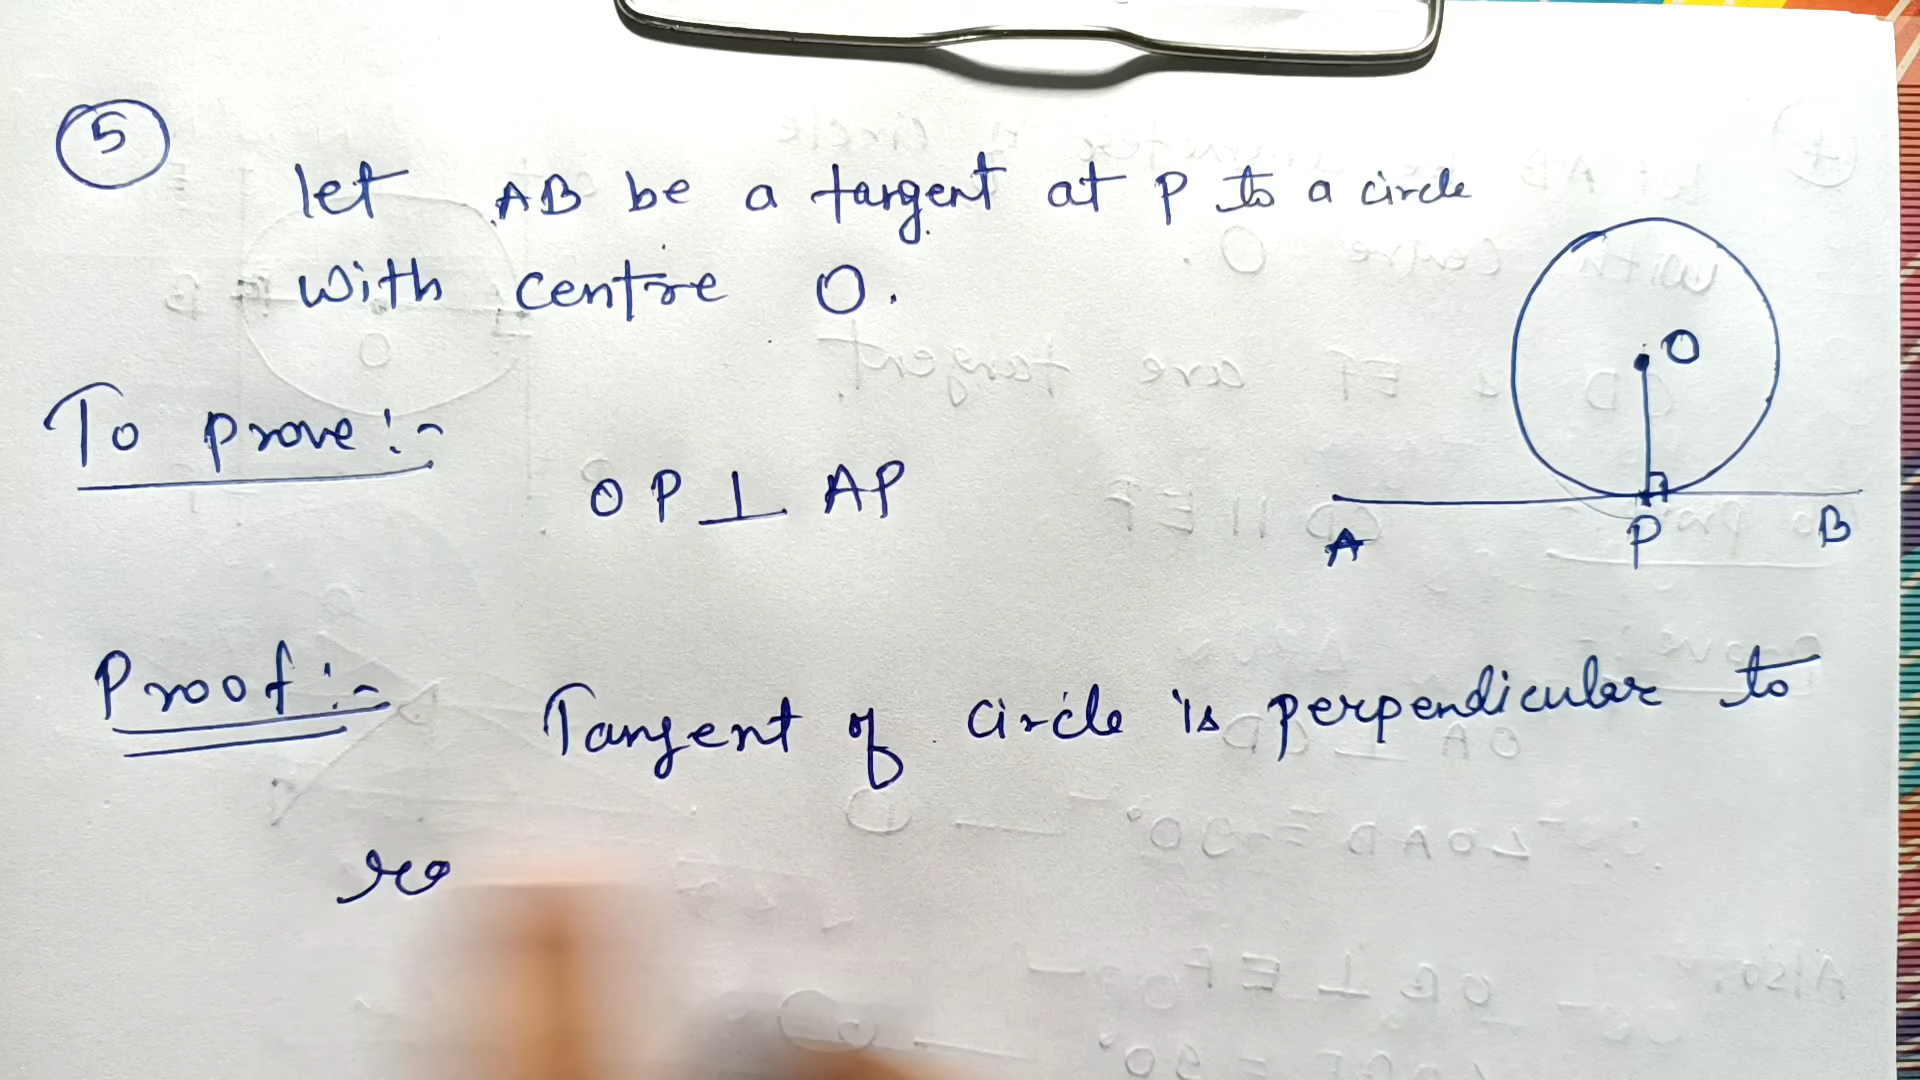 5
let AB be a tangent at P to a circle
with centre O.
To prove:-
OP ⊥ AP
O
A P B
Proof:- Tangent of circle is perpendicular to